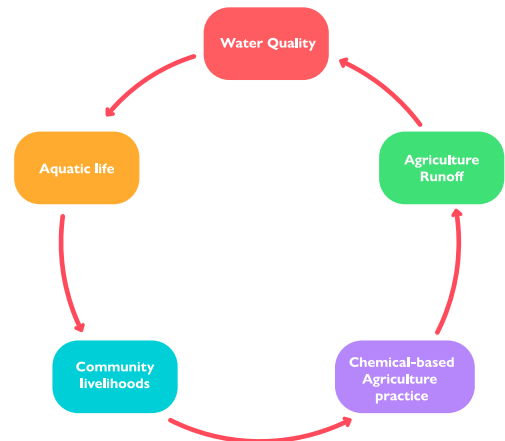 Water Quality
Aquatic life
Agriculture
Runoff
Community
livelihoods
Chemical-based
Agriculture
practice